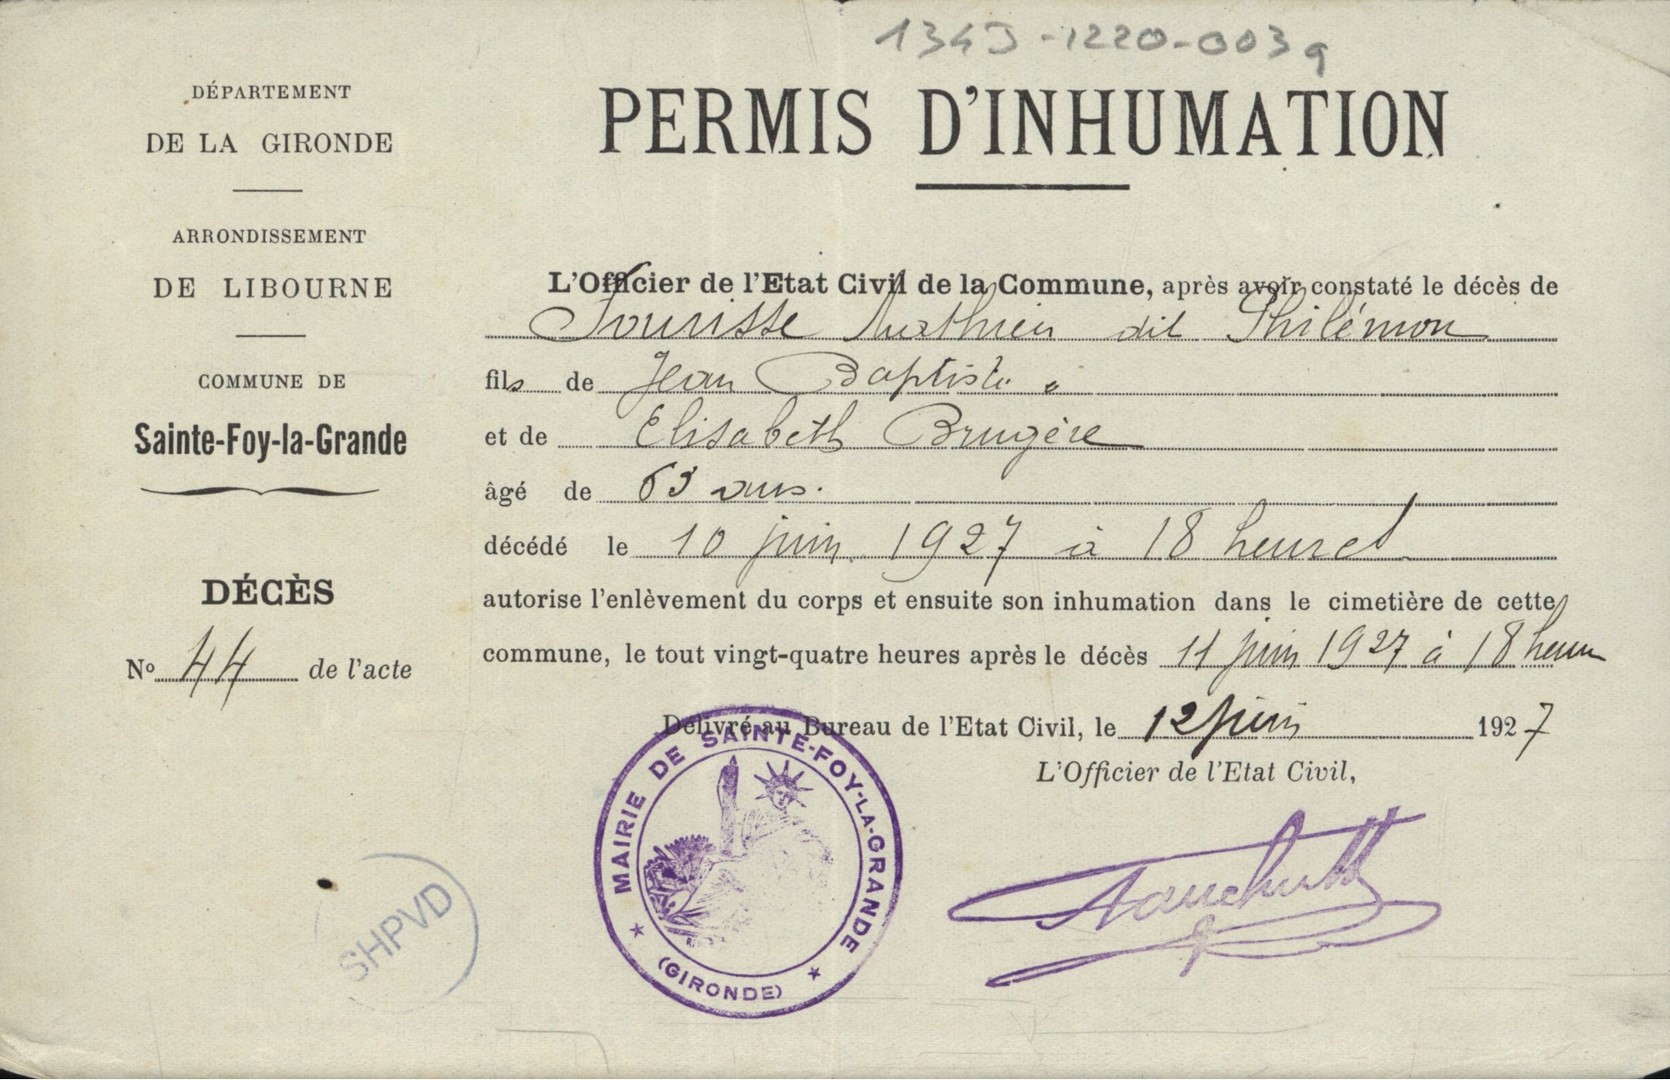 134J-1220-003a
DÉPARTEMENT
DE LA GIRONDE
ARRONDISSEMENT
DE LIBOURNE
COMMUNE DE
Sainte-Foy-la-Grande
DÉCÈS
N° 44 de l'acte
PERMIS D'INHUMATION
L'Officier de l'Etat Civil de la Commune, après avoir constaté le décès de
Mathieu dit Philémon
fils de Jean Baptiste
et de Elisabeth Brugère
âgé de 63 ans.
décédé le 10 juin 1927 à 18 heures
autorise l'enlèvement du corps et ensuite son inhumation dans le cimetière de cette
commune, le tout vingt-quatre heures après le décès 11 juin 1927 à 18 heures
Délivré au Bureau de l'Etat Civil, le 12 juin 1927
L'Officier de l'Etat Civil,
MAIRIE DE SAINTE-FOY-LA-GRANDE
(GIRONDE)
SHPVD